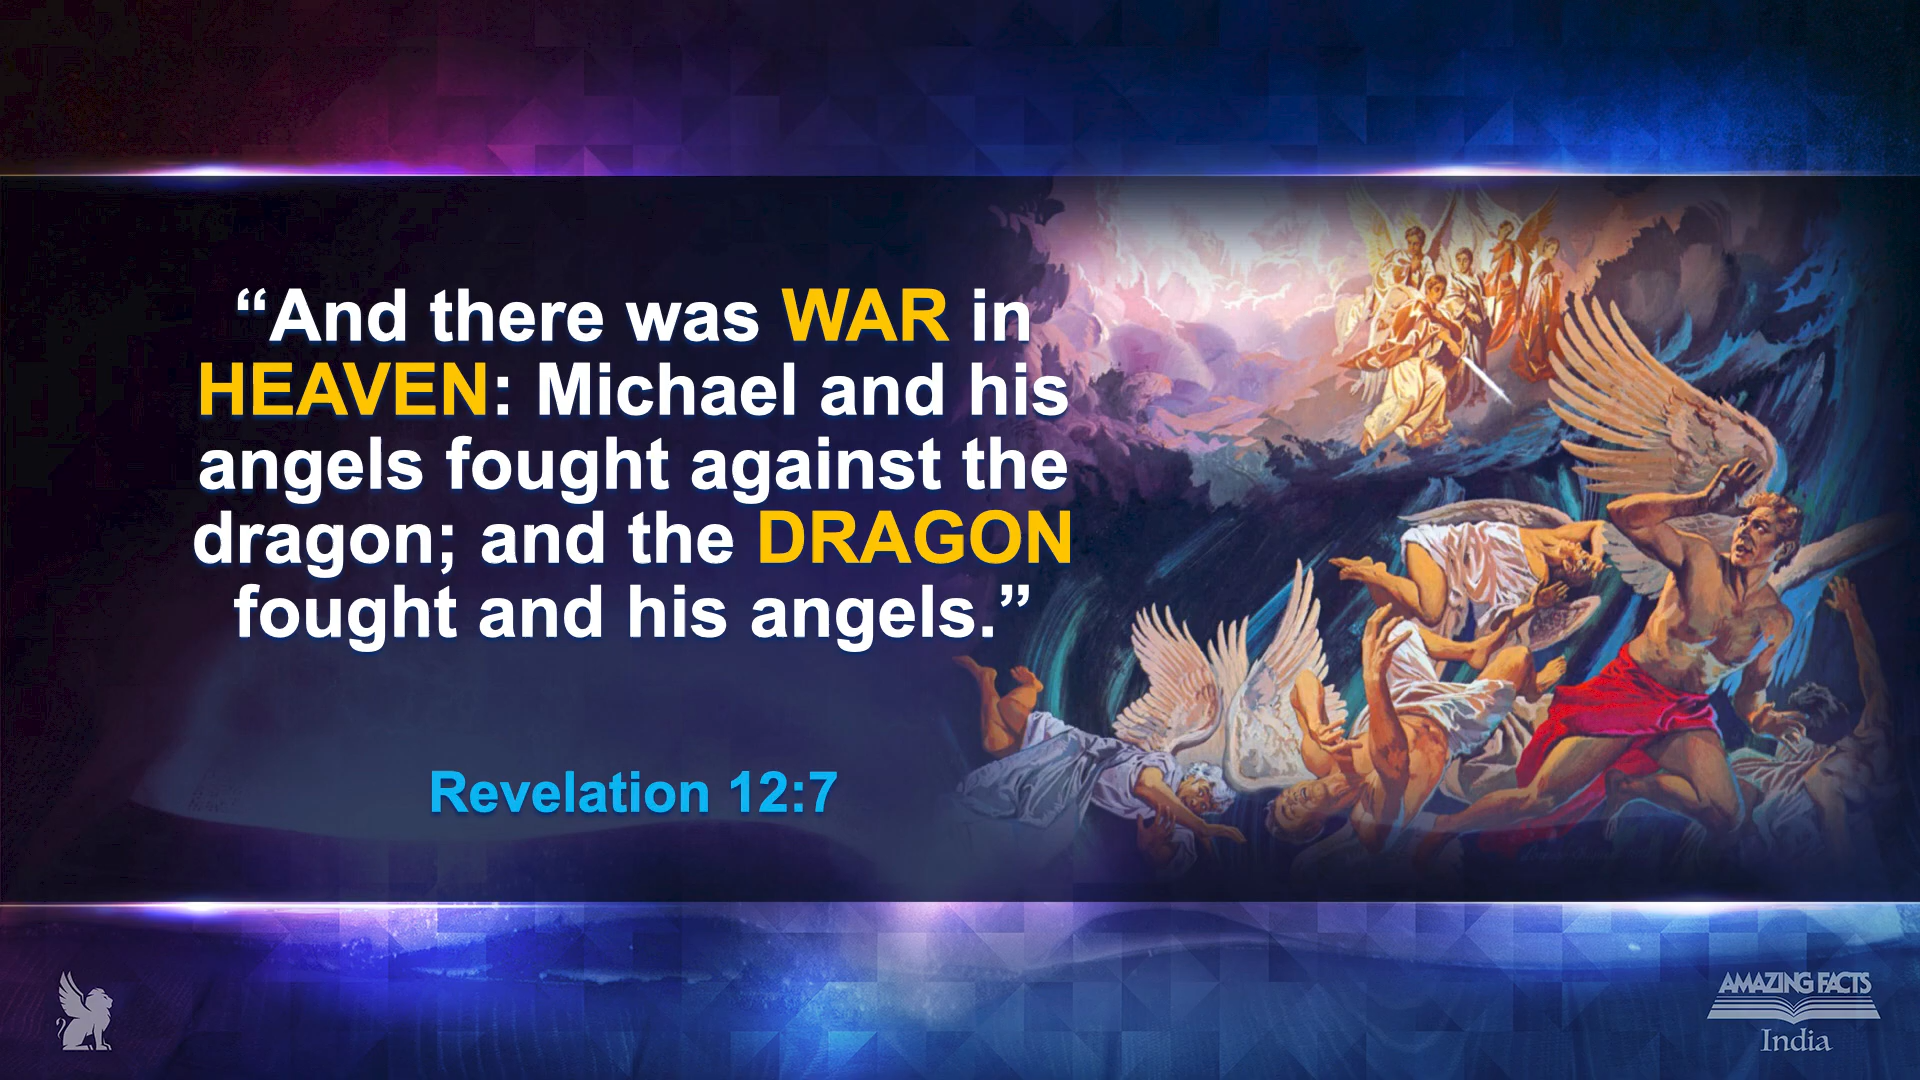 “And there was WAR in
HEAVEN: Michael and his
angels fought against the
dragon; and the DRAGON
fought and his angels.”
Revelation 12:7
AMAZING FACTS
India